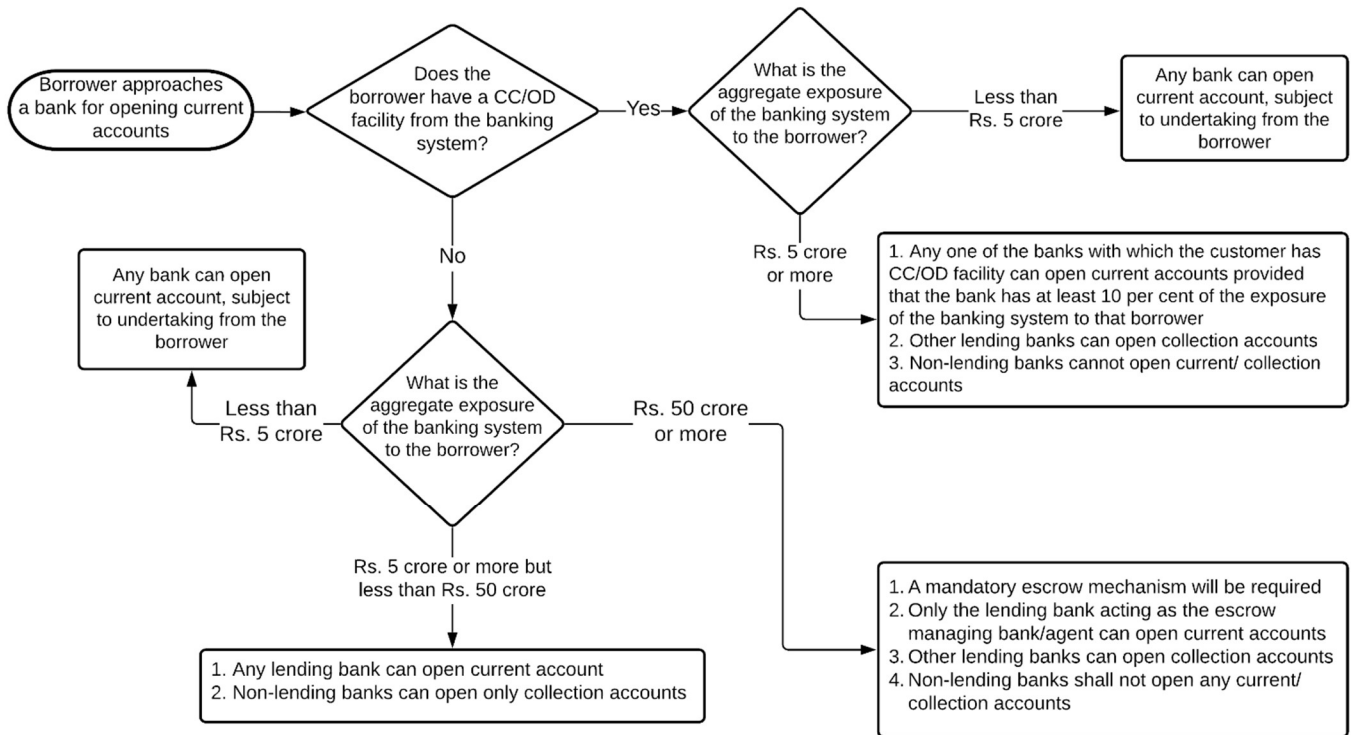 Borrower approaches
a bank for opening current
accounts
Does the
borrower have a CC/OD
facility from the banking
system?
Yes
What is the
aggregate exposure
of the banking system
to the borrower?
Less than
Rs. 5 crore
Any bank can open
current account, subject
to undertaking from the
borrower
Rs. 5 crore
or more
1. Any one of the banks with which the customer has
CC/OD facility can open current accounts provided
that the bank has at least 10 per cent of the exposure
of the banking system to that borrower
2. Other lending banks can open collection accounts
3. Non-lending banks cannot open current/ collection
accounts
No
Any bank can open
current account, subject
to undertaking from the
borrower
What is the
aggregate exposure
of the banking system
to the borrower?
Less than
Rs. 5 crore
Rs. 50 crore
or more
Rs. 5 crore or more but
less than Rs. 50 crore
1. Any lending bank can open current account
2. Non-lending banks can open only collection accounts
1. A mandatory escrow mechanism will be required
2. Only the lending bank acting as the escrow
managing bank/agent can open current accounts
3. Other lending banks can open collection accounts
4. Non-lending banks shall not open any current/
collection accounts